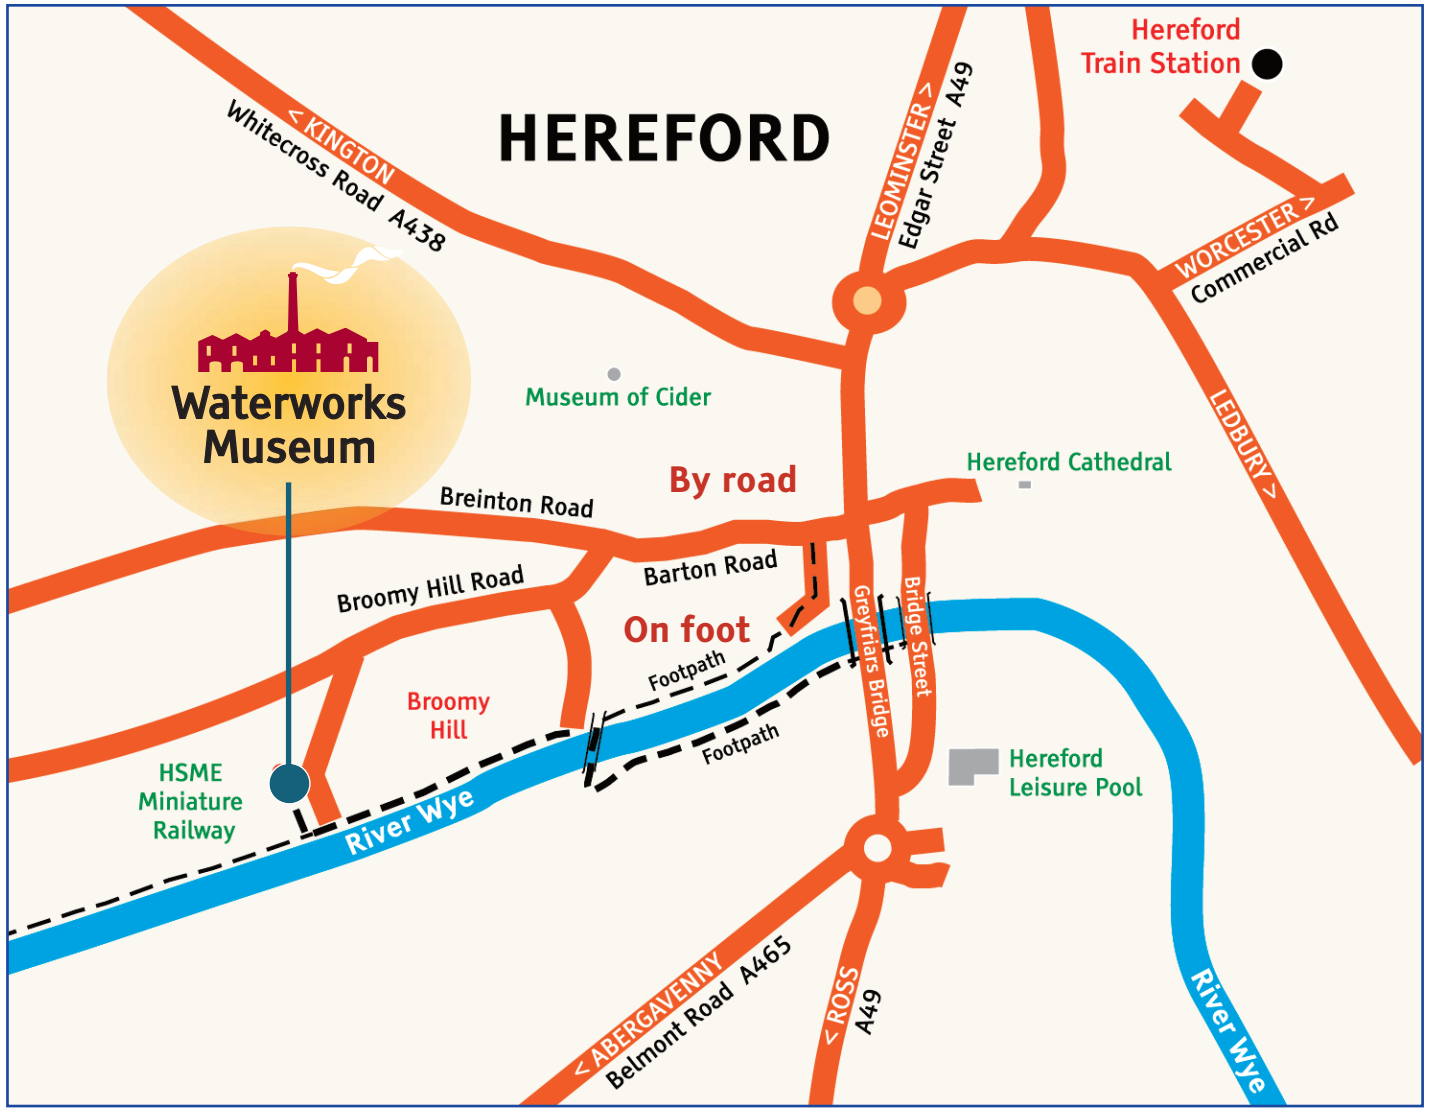 Hereford
Train Station
HEREFORD
< KINGTON
Whitecross Road A438
LEOMINSTER >
Edgar Street A49
WORCESTER >
Commercial Rd
Waterworks
Museum
Museum of Cider
LEDBURY >
By road
Hereford Cathedral
Breinton Road
Barton Road
Broomy Hill Road
On foot
Greyfriars Bridge
Bridge Street
Footpath
Broomy
Hill
Footpath
HSME
Miniature
Railway
River Wye
Hereford
Leisure Pool
< ABERGAVENNY
Belmont Road A465
< ROSS
A49
River Wye